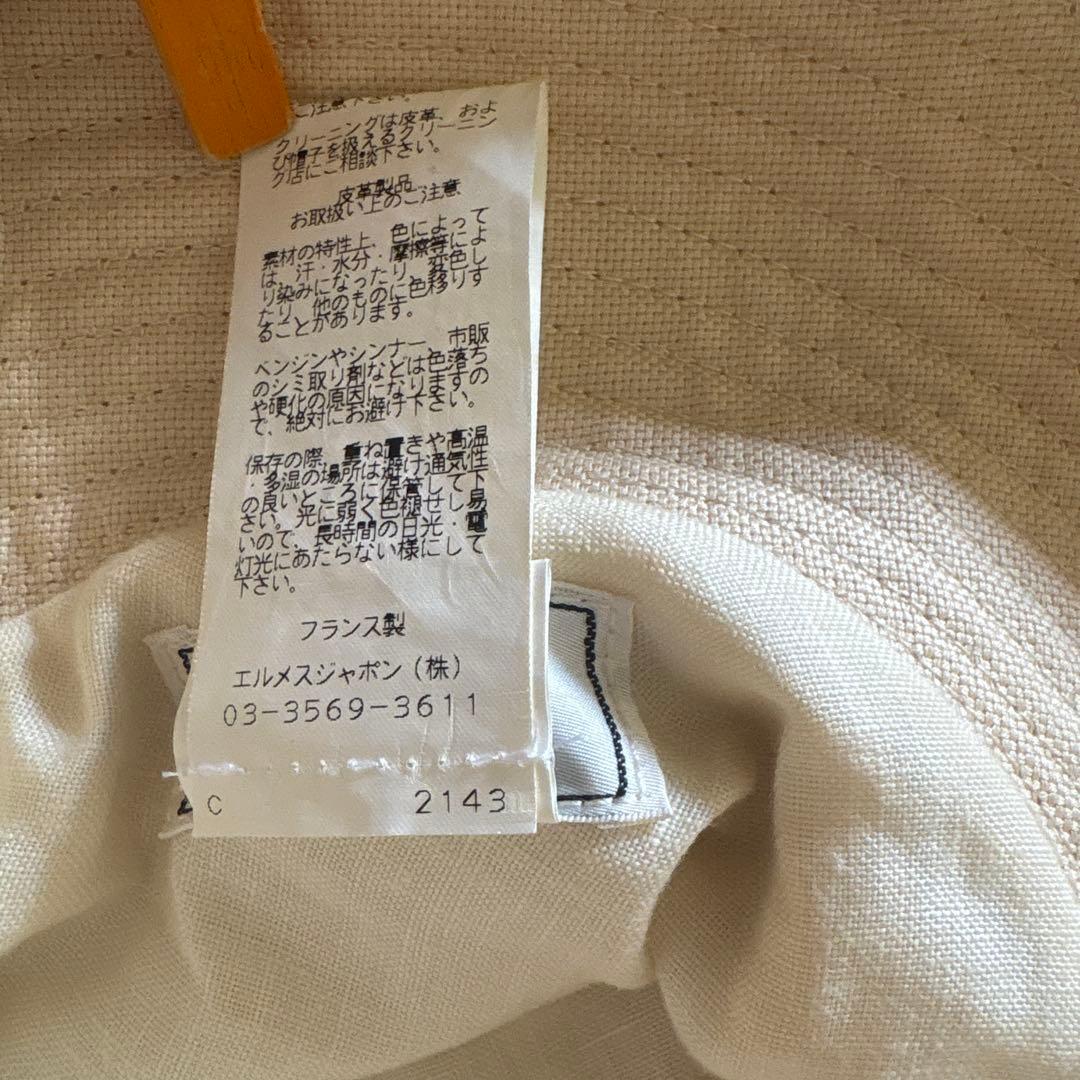 ご注意下さい。
クリーニングは皮革、およ
び帽子を扱えるクリーニン
グ店にご相談下さい。
皮革製品
お取扱い上のご注意
素材の特性上、色によって
は、汗・水分・摩擦等によ
り染みになったり、変色し
たり、他のものに色移りす
ることがあります。
ベンジンやシンナー、市販
のシミ取り剤などは色落ち
や硬化の原因になりますの
で、絶対にお避け下さい。
保存の際、重ね置きや高温
、多湿の場所は避け通気性
の良いところに保管して下
さい。光に弱く色褪せし易
いので、長時間の日光・電
灯光にあたらない様にして
下さい。
フランス製
エルメスジャポン（株）
03-3569-3611
C 2143